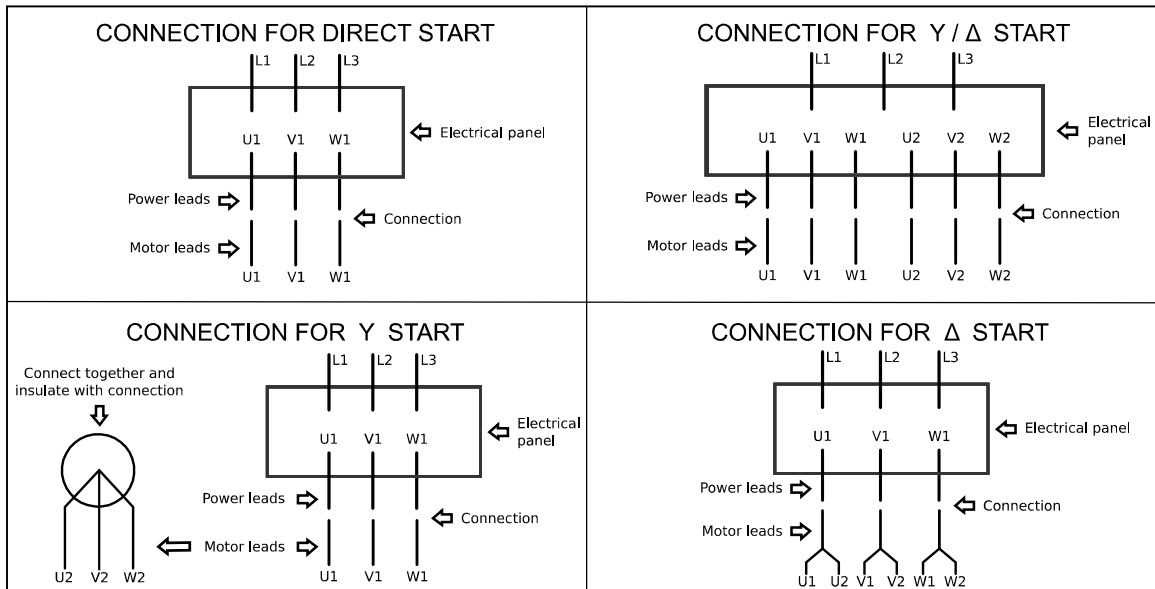 CONNECTION FOR DIRECT START
L1 L2 L3
U1 V1 W1
Electrical panel
Power leads
Connection
Motor leads
U1 V1 W1
CONNECTION FOR Y / Δ START
L1 L2 L3
U1 V1 W1 U2 V2 W2
Electrical
panel
Power leads
Connection
Motor leads
U1 V1 W1 U2 V2 W2
CONNECTION FOR Y START
Connect together and
insulate with connection
L1 L2 L3
U1 V1 W1
Electrical
panel
Power leads
Connection
Motor leads
U2 V2 W2
U1 V1 W1
CONNECTION FOR Δ START
L1 L2 L3
U1 V1 W1
Electrical panel
Power leads
Connection
Motor leads
U1 U2 V1 V2 W1 W2